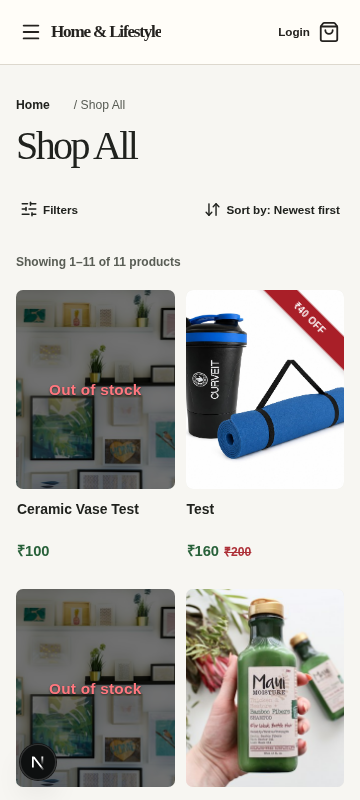 Home & Lifestyle
Login
Home / Shop All
Shop All
Filters
Sort by: Newest first
Showing 1–11 of 11 products
Out of stock
CURVEIT
₹40 OFF
Ceramic Vase Test
Test
₹100
₹160 ₹200
Out of stock
Maui
MOISTURE
Bamboo Fibers
SHAMPOO
N